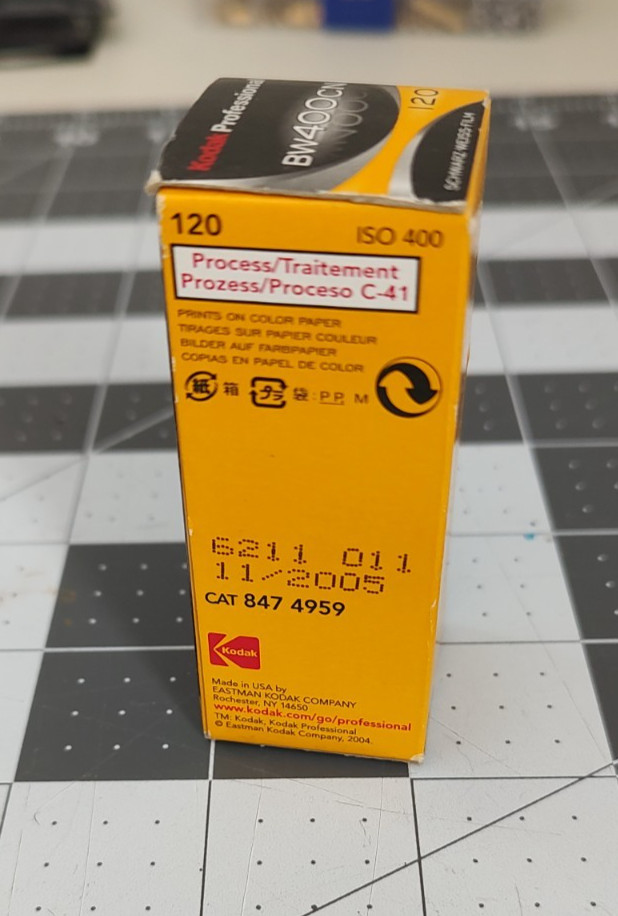 Kodak Professional
BW400CN
120
SCHWARZ-WEISS-FILM
120
ISO 400
Process/Traitement
Prozess/Proceso C-41
PRINTS ON COLOR PAPER
TIRAGES SUR PAPIER COULEUR
BILDER AUF FARBPAPIER
COPIAS EN PAPEL DE COLOR
紙 箱 プラ 袋:PP M
6211 011
11/2005
CAT 847 4959
Kodak
Made in USA by
EASTMAN KODAK COMPANY
Rochester, NY 14650
www.kodak.com/go/professional
TM: Kodak, Kodak Professional
© Eastman Kodak Company, 2004.